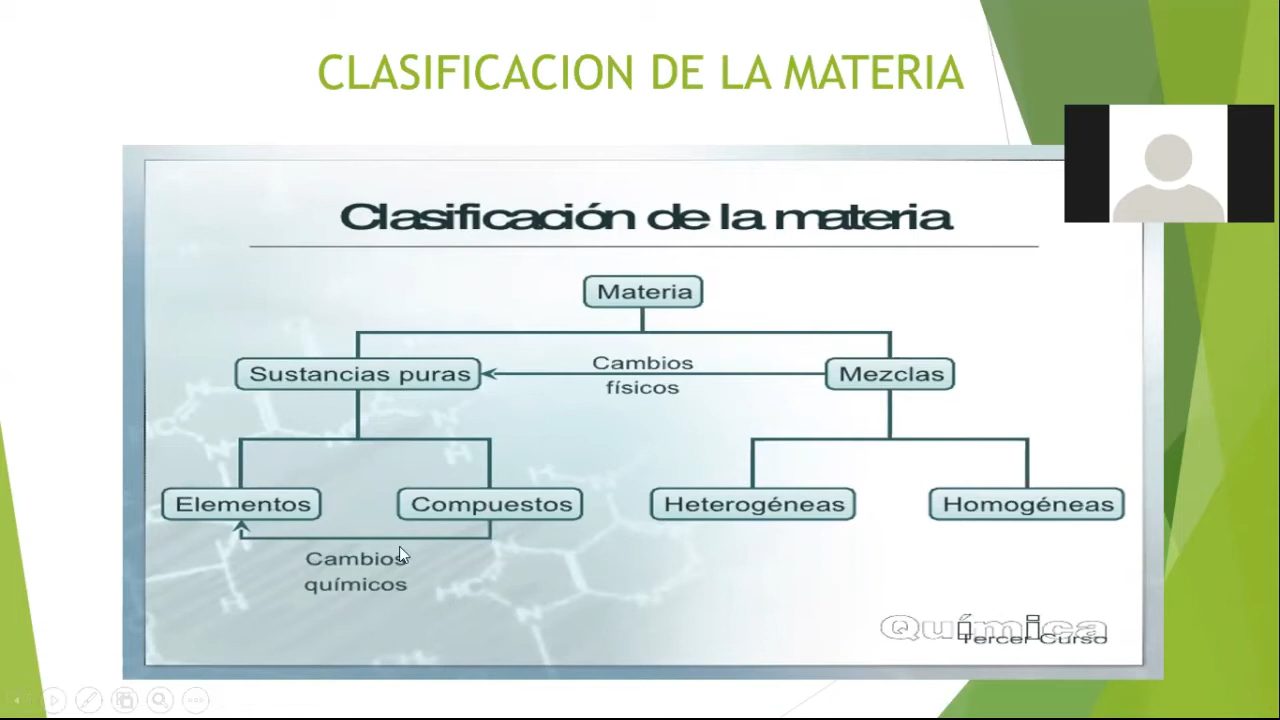 CLASIFICACION DE LA MATERIA
Clasificación de la materia
Materia
Sustancias puras
Cambios
físicos
Mezclas
Elementos
Compuestos
Heterogéneas
Homogéneas
Cambios
químicos
Química
Tercer Curso